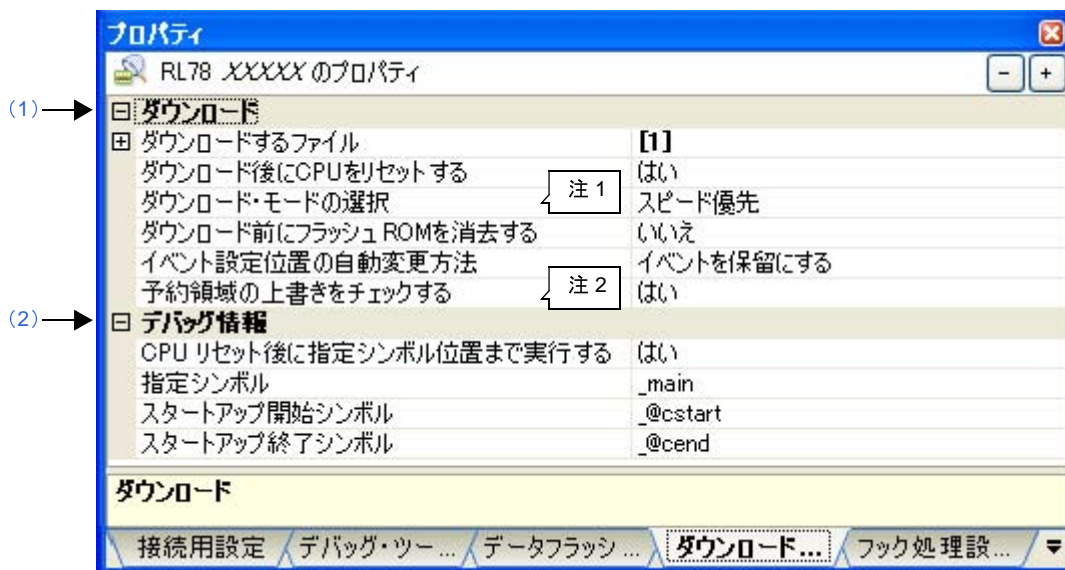 プロパティ
RL78 XXXXX のプロパティ
- +
(1) ダウンロード
ダウンロードするファイル [1]
ダウンロード後にCPUをリセットする はい
ダウンロード・モードの選択 注 1 スピード優先
ダウンロード前にフラッシュROMを消去する いいえ
イベント設定位置の自動変更方法 イベントを保留にする
予約領域の上書きをチェックする 注 2 はい
(2) デバッグ情報
CPU リセット後に指定シンボル位置まで実行する はい
指定シンボル _main
スタートアップ開始シンボル _@cstart
スタートアップ終了シンボル _@cend
ダウンロード
接続用設定 デバッグ・ツー... データフラッシ ... ダウンロード... フック処理設...